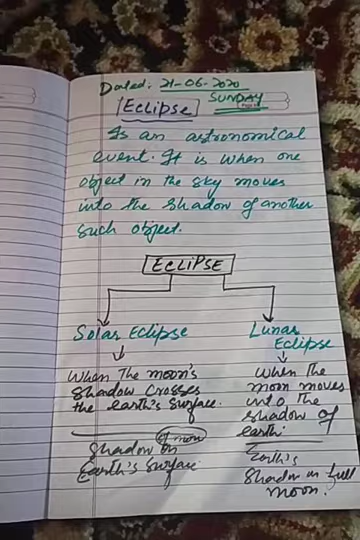 Dated: 21-06-2020
SUNDAY
Eclipse
Is an astronomical
event. It is when one
object in the sky moves
into the shadow of another
such object.
ECLIPSE
Solar Eclipse
When The moon's
Shadow Crosses
the earth's surface.
of moon
Shadow on
Earth's Surface
Lunar
Eclipse
When The
moon moves
into The
shadow of
earth.
Earth's
Shadow on full
moon.